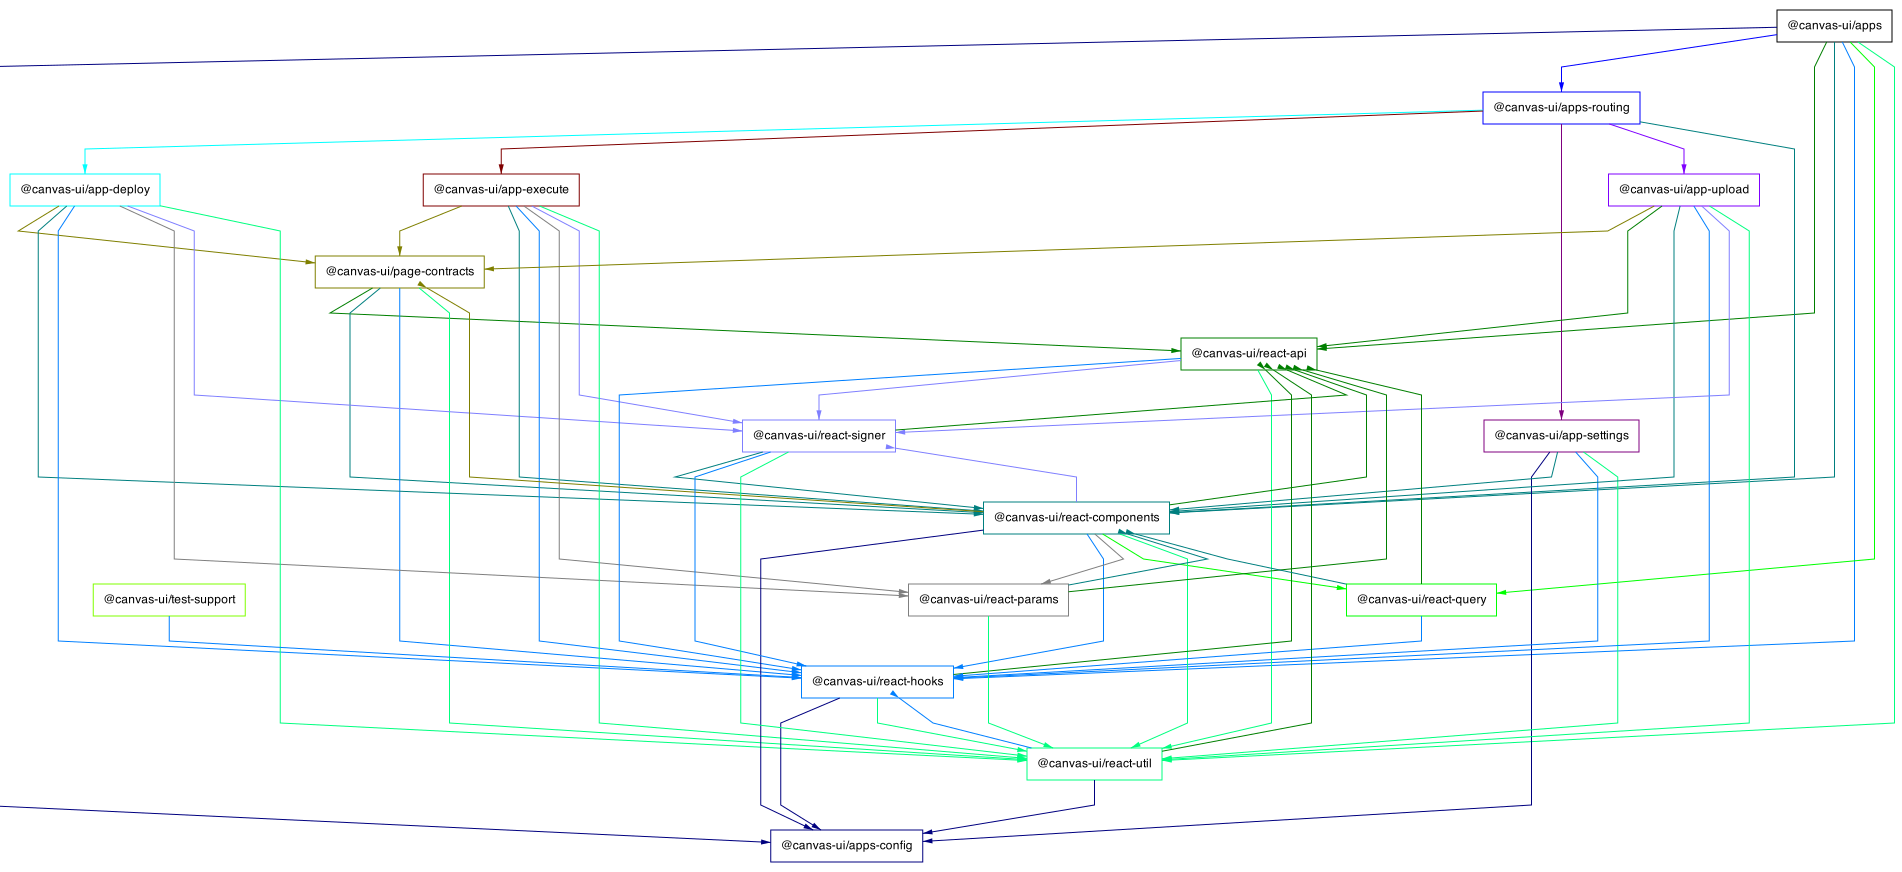 @canvas-ui/apps
@canvas-ui/apps-routing
@canvas-ui/app-deploy
@canvas-ui/app-execute
@canvas-ui/app-upload
@canvas-ui/page-contracts
@canvas-ui/react-api
@canvas-ui/react-signer
@canvas-ui/app-settings
@canvas-ui/react-components
@canvas-ui/test-support
@canvas-ui/react-params
@canvas-ui/react-query
@canvas-ui/react-hooks
@canvas-ui/react-util
@canvas-ui/apps-config